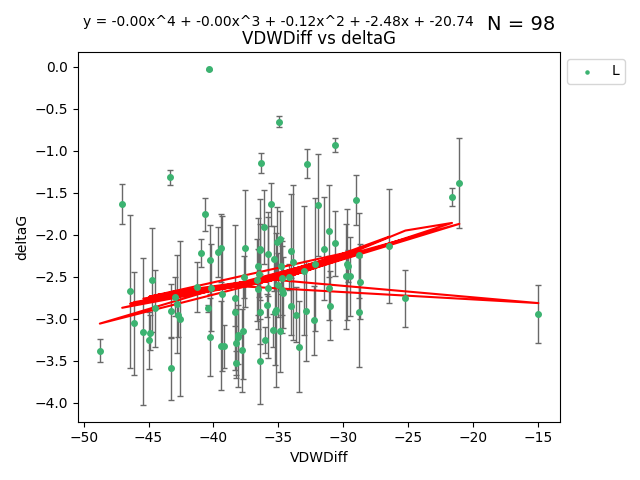 y = -0.00x^4 + -0.00x^3 + -0.12x^2 + -2.48x + -20.74 N = 98
VDWDiff vs deltaG
L
0.0
−0.5
−1.0
−1.5
−2.0
−2.5
−3.0
−3.5
−4.0
deltaG
−50 −45 −40 −35 −30 −25 −20 −15
VDWDiff